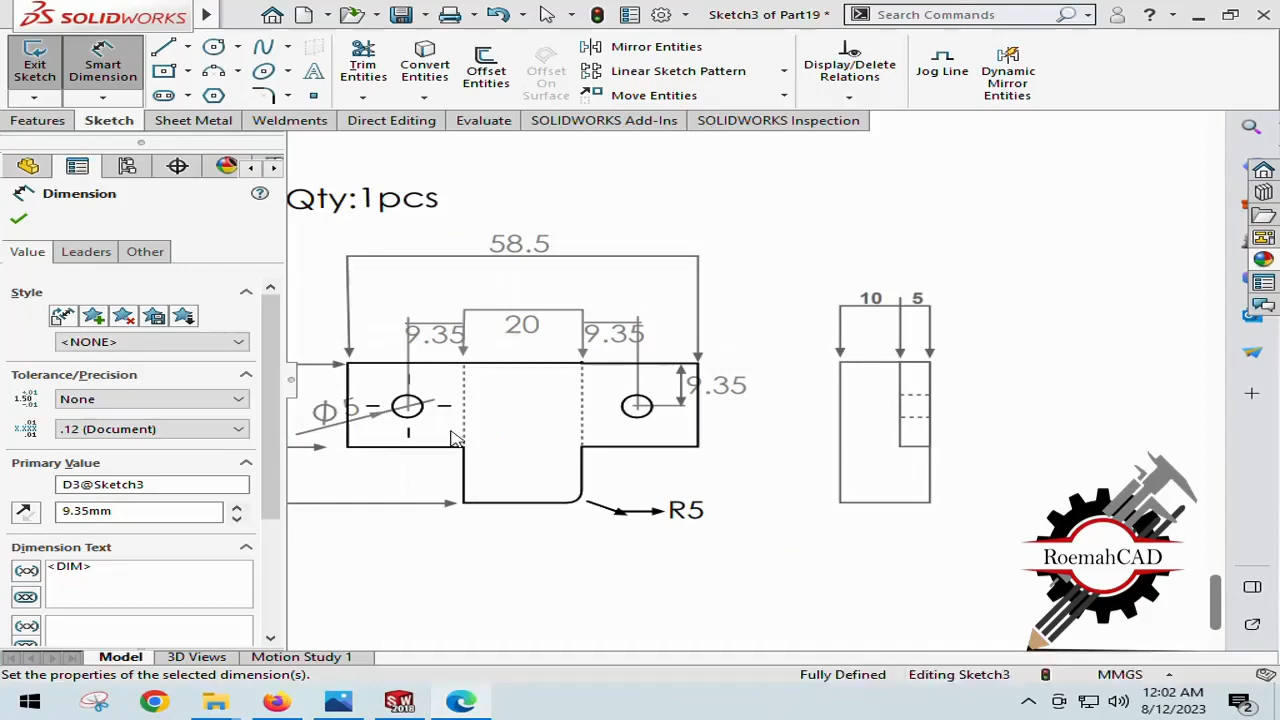 SOLIDWORKS
Sketch3 of Part19 *
Search Commands
Exit Sketch
Smart Dimension
Trim Entities
Convert Entities
Offset Entities
Offset On Surface
Mirror Entities
Linear Sketch Pattern
Move Entities
Display/Delete Relations
Jog Line
Dynamic Mirror Entities
Features
Sketch
Sheet Metal
Weldments
Direct Editing
Evaluate
SOLIDWORKS Add-Ins
SOLIDWORKS Inspection
Dimension
Value
Leaders
Other
Style
<NONE>
Tolerance/Precision
None
.12 (Document)
Primary Value
D3@Sketch3
9.35mm
Dimension Text
<DIM>
Qty:1pcs
58.5
9.35
20
9.35
9.35
Φ5
R5
10
5
RoemahCAD
Model
3D Views
Motion Study 1
Set the properties of the selected dimension(s).
Fully Defined
Editing Sketch3
MMGS
SW
2018
12:02 AM
8/12/2023
2